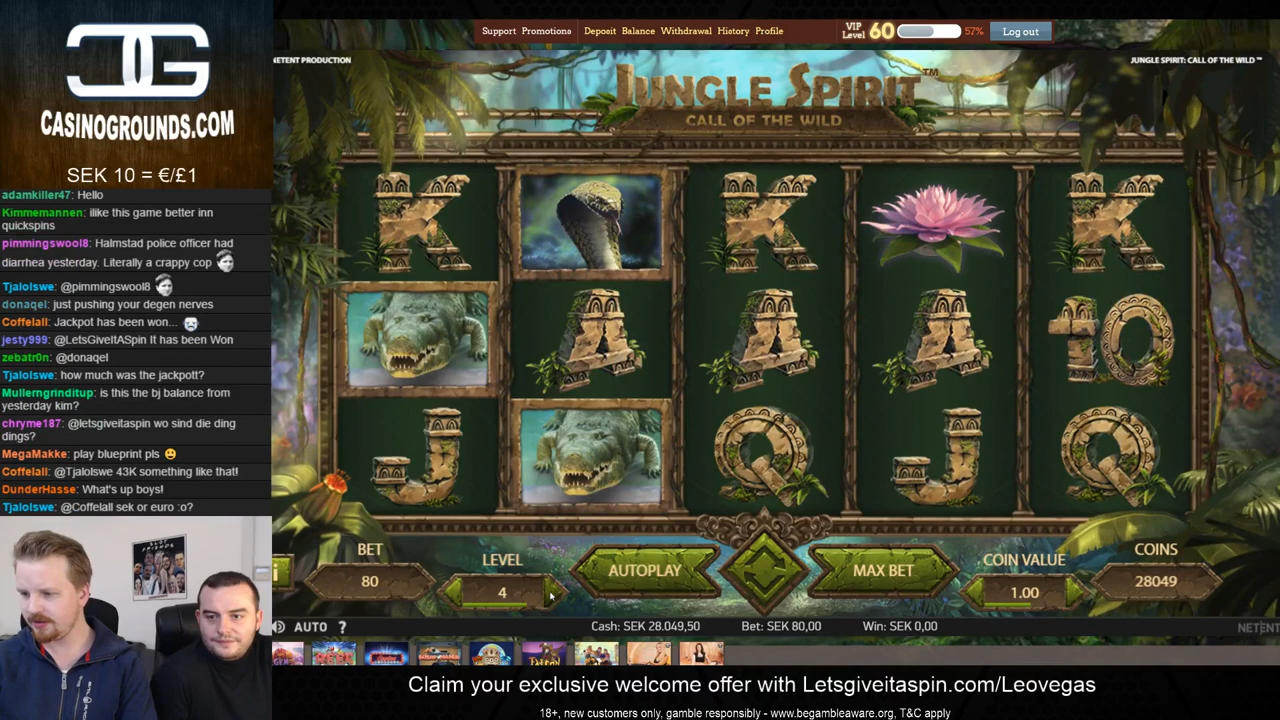 CASINOGROUNDS.COM
SEK 10 = €/£1
adamkiller47: Hello
Kimmemannen: ilike this game better inn
quickspins
pimmingswool8: Halmstad police officer had
diarrhea yesterday. Literally a crappy cop
Tjalolswe: @pimmingswool8
donaqel: just pushing your degen nerves
Coffelall: Jackpot has been won...
jesty999: @LetsGiveItASpin It has been Won
zebatr0n: @donaqel
Tjalolswe: how much was the jackpott?
Mullerngrinditup: is this the bj balance from
yesterday kim?
chryme187: @letsgiveitaspin wo sind die ding
dings?
MegaMakke: play blueprint pls
Coffelall: @Tjalolswe 43K something like that!
DunderHasse: What's up boys!
Tjalolswe: @Coffelall sek or euro :o?
SLOT
FRIENDS
Support Promotions Deposit Balance Withdrawal History Profile
VIP Level 60 57% Log out
NETENT PRODUCTION
JUNGLE SPIRIT: CALL OF THE WILD™
JUNGLE SPIRIT™
CALL OF THE WILD
K K K
A A A 10
J Q J Q
BET
80
LEVEL
4
AUTOPLAY
MAX BET
COIN VALUE
1.00
COINS
28049
AUTO ?
Cash: SEK 28.049,50 Bet: SEK 80,00 Win: SEK 0,00
NETENT
Claim your exclusive welcome offer with Letsgiveitaspin.com/Leovegas
18+, new customers only, gamble responsibly - www.begambleaware.org, T&C apply